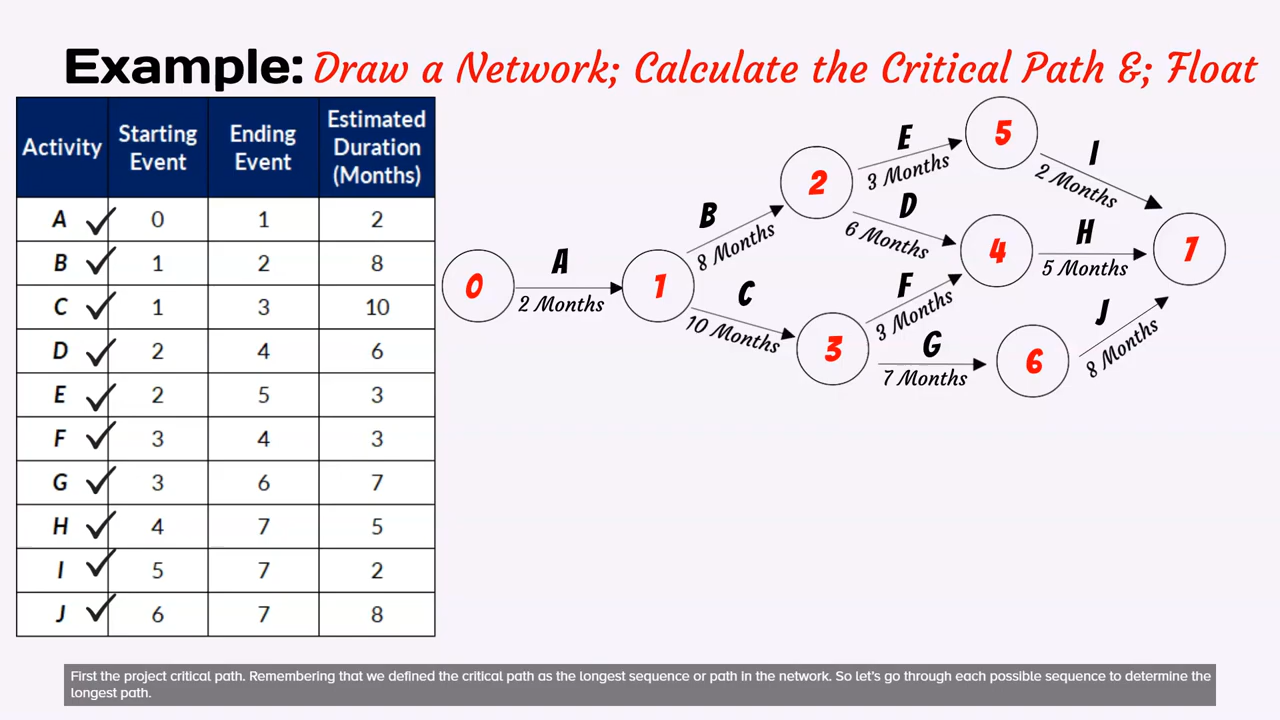 Example: Draw a Network; Calculate the Critical Path &; Float
Activity Starting Event Ending Event Estimated Duration (Months)
A 0 1 2
B 1 2 8
C 1 3 10
D 2 4 6
E 2 5 3
F 3 4 3
G 3 6 7
H 4 7 5
I 5 7 2
J 6 7 8
0
A
2 Months
1
B
8 Months
C
10 Months
2
E
3 Months
D
6 Months
3
F
3 Months
G
7 Months
5
I
2 Months
4
H
5 Months
6
J
8 Months
7
First the project critical path. Remembering that we defined the critical path as the longest sequence or path in the network. So let's go through each possible sequence to determine the
longest path.